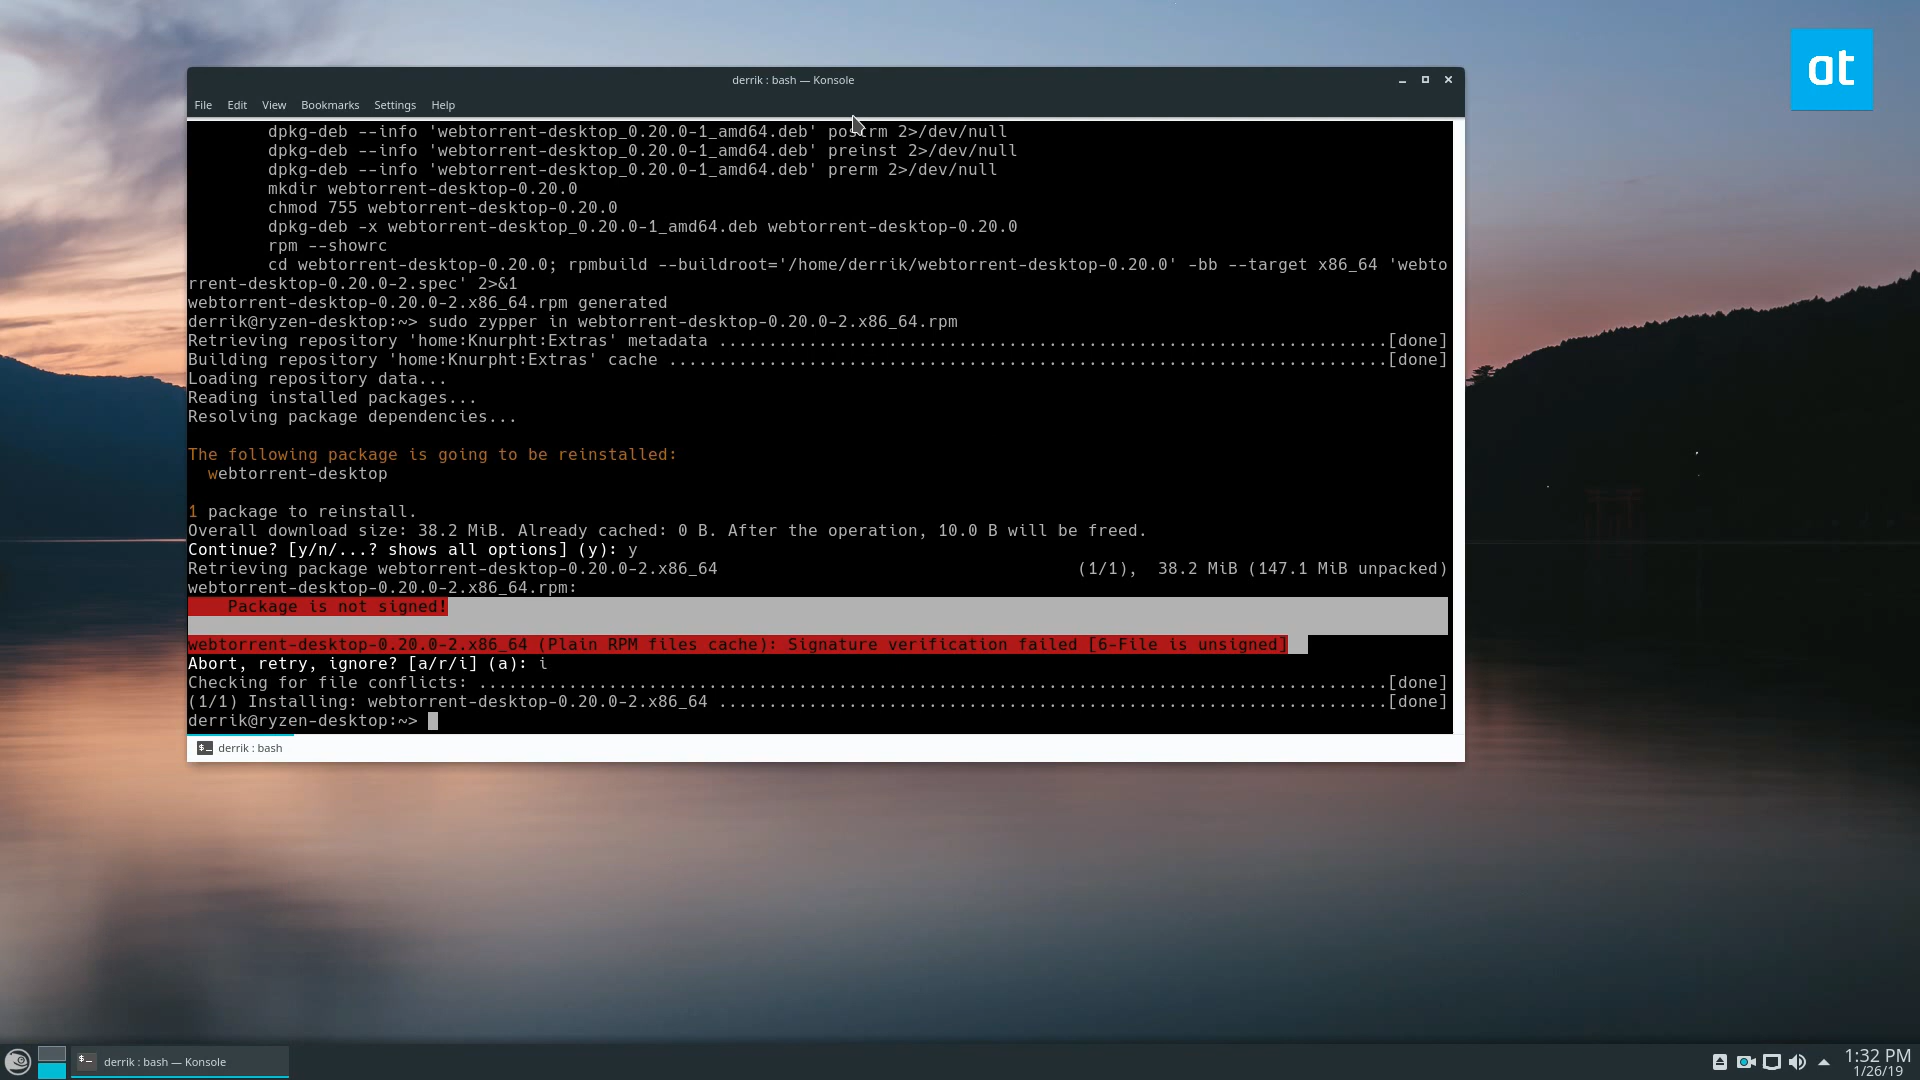 at
derrik : bash — Konsole
File Edit View Bookmarks Settings Help
dpkg-deb --info 'webtorrent-desktop_0.20.0-1_amd64.deb' postrm 2>/dev/null
dpkg-deb --info 'webtorrent-desktop_0.20.0-1_amd64.deb' preinst 2>/dev/null
dpkg-deb --info 'webtorrent-desktop_0.20.0-1_amd64.deb' prerm 2>/dev/null
mkdir webtorrent-desktop-0.20.0
chmod 755 webtorrent-desktop-0.20.0
dpkg-deb -x webtorrent-desktop_0.20.0-1_amd64.deb webtorrent-desktop-0.20.0
rpm --showrc
cd webtorrent-desktop-0.20.0; rpmbuild --buildroot='/home/derrik/webtorrent-desktop-0.20.0' -bb --target x86_64 'webto
rrent-desktop-0.20.0-2.spec' 2>&1
webtorrent-desktop-0.20.0-2.x86_64.rpm generated
derrik@ryzen-desktop:~> sudo zypper in webtorrent-desktop-0.20.0-2.x86_64.rpm
Retrieving repository 'home:Knurpht:Extras' metadata ...................................................................[done]
Building repository 'home:Knurpht:Extras' cache ........................................................................[done]
Loading repository data...
Reading installed packages...
Resolving package dependencies...
The following package is going to be reinstalled:
webtorrent-desktop
1 package to reinstall.
Overall download size: 38.2 MiB. Already cached: 0 B. After the operation, 10.0 B will be freed.
Continue? [y/n/...? shows all options] (y): y
Retrieving package webtorrent-desktop-0.20.0-2.x86_64 (1/1), 38.2 MiB (147.1 MiB unpacked)
webtorrent-desktop-0.20.0-2.x86_64.rpm:
Package is not signed!
webtorrent-desktop-0.20.0-2.x86_64 (Plain RPM files cache): Signature verification failed [6-File is unsigned]
Abort, retry, ignore? [a/r/i] (a): i
Checking for file conflicts: ...........................................................................................[done]
(1/1) Installing: webtorrent-desktop-0.20.0-2.x86_64 ...................................................................[done]
derrik@ryzen-desktop:~>
derrik : bash
derrik : bash — Konsole
1:32 PM
1/26/19